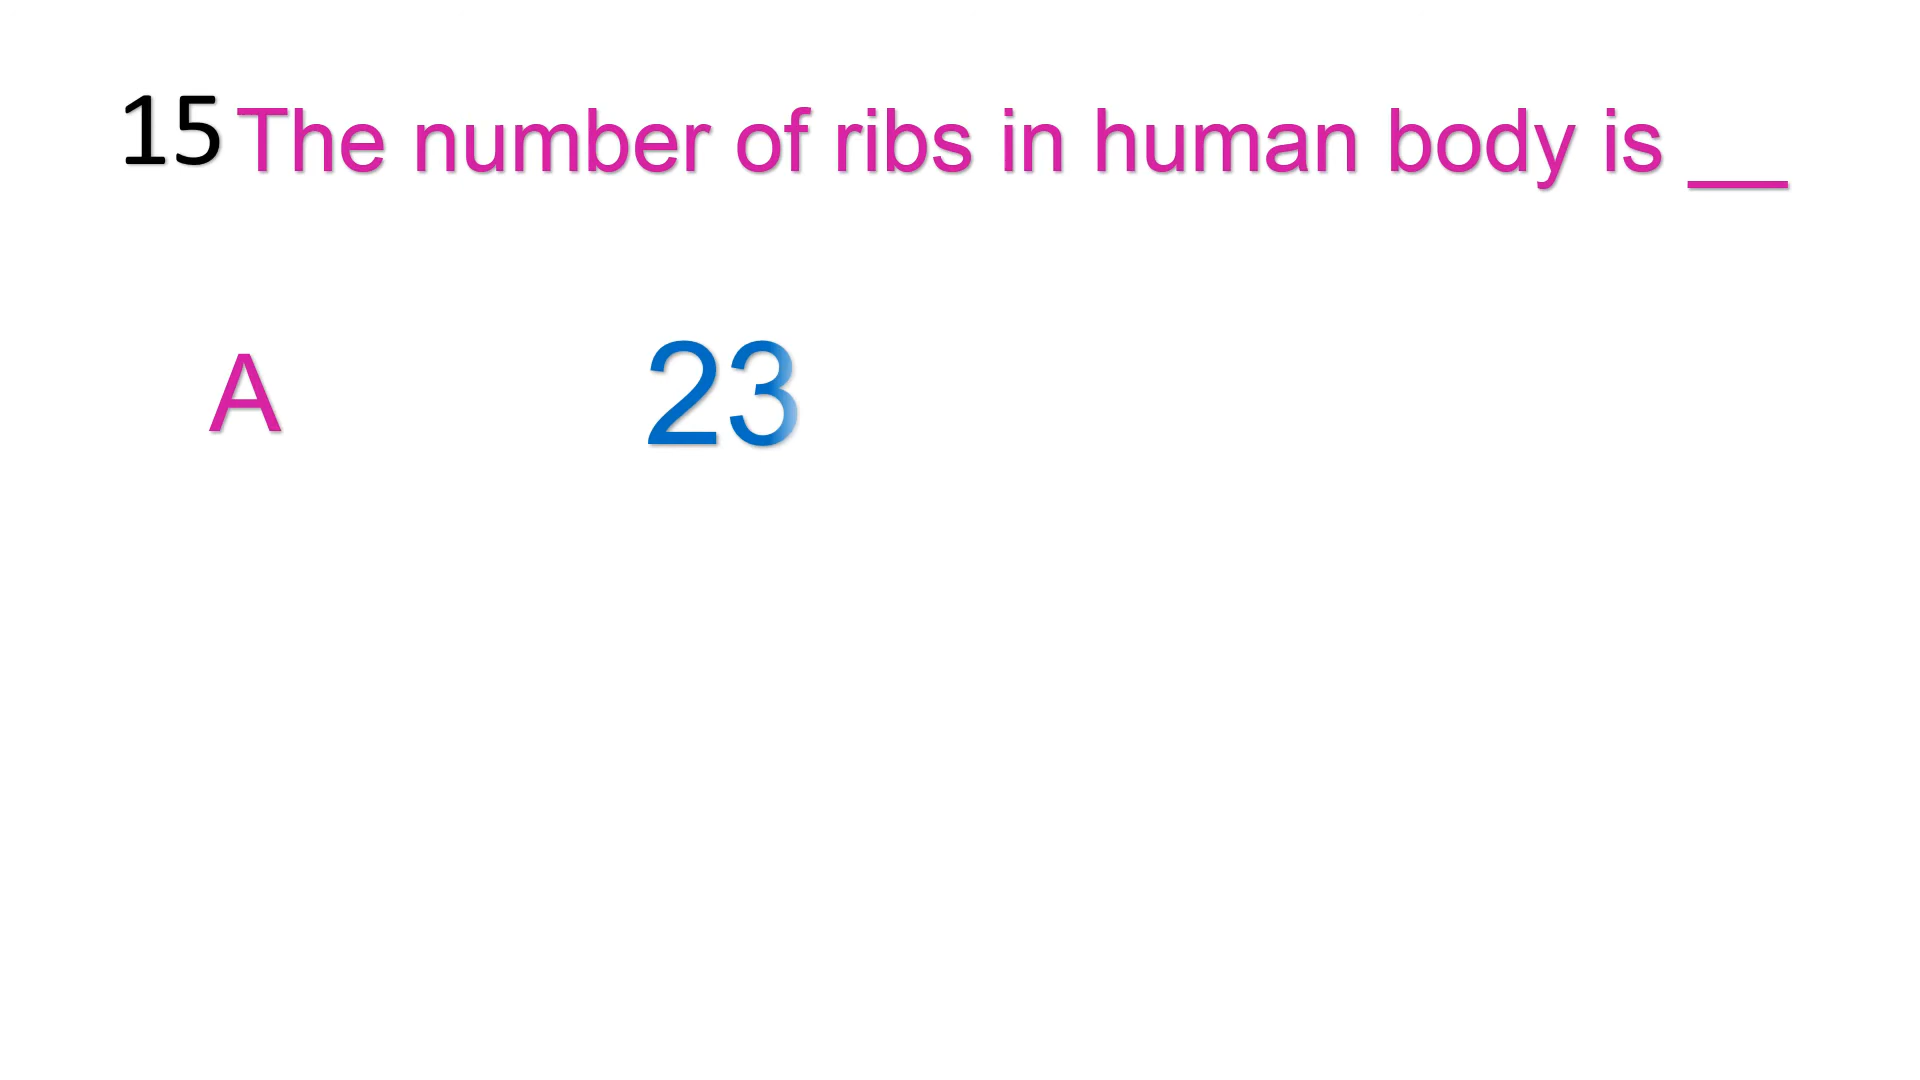 15 The number of ribs in human body is __
A 23